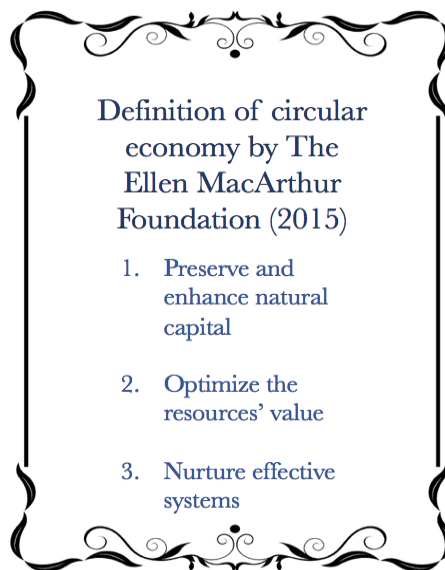 Definition of circular
economy by The
Ellen MacArthur
Foundation (2015)
1. Preserve and
enhance natural
capital
2. Optimize the
resources’ value
3. Nurture effective
systems